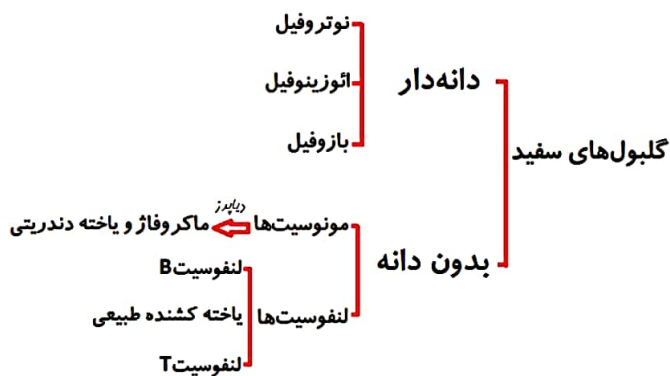 نوتروفیل
دانه‌دار
ائوزینوفیل
بازوفیل
گلبول‌های سفید
دیاپدز
مونوسیت‌ها
ماکروفاژ و یاخته دندریتی
بدون دانه
لنفوسیتB
لنفوسیت‌ها
یاخته کشنده طبیعی
لنفوسیتT